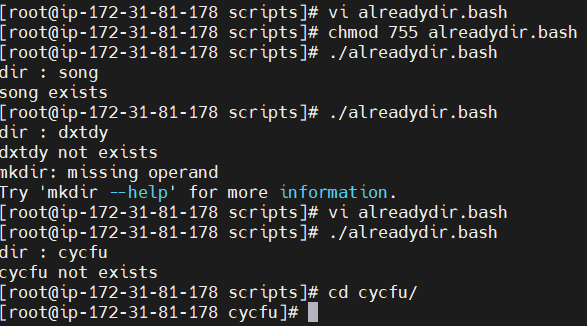 [root@ip-172-31-81-178 scripts]# vi alreadydir.bash
[root@ip-172-31-81-178 scripts]# chmod 755 alreadydir.bash
[root@ip-172-31-81-178 scripts]# ./alreadydir.bash
dir : song
song exists
[root@ip-172-31-81-178 scripts]# ./alreadydir.bash
dir : dxtdy
dxtdy not exists
mkdir: missing operand
Try 'mkdir --help' for more information.
[root@ip-172-31-81-178 scripts]# vi alreadydir.bash
[root@ip-172-31-81-178 scripts]# ./alreadydir.bash
dir : cycfu
cycfu not exists
[root@ip-172-31-81-178 scripts]# cd cycfu/
[root@ip-172-31-81-178 cycfu]#